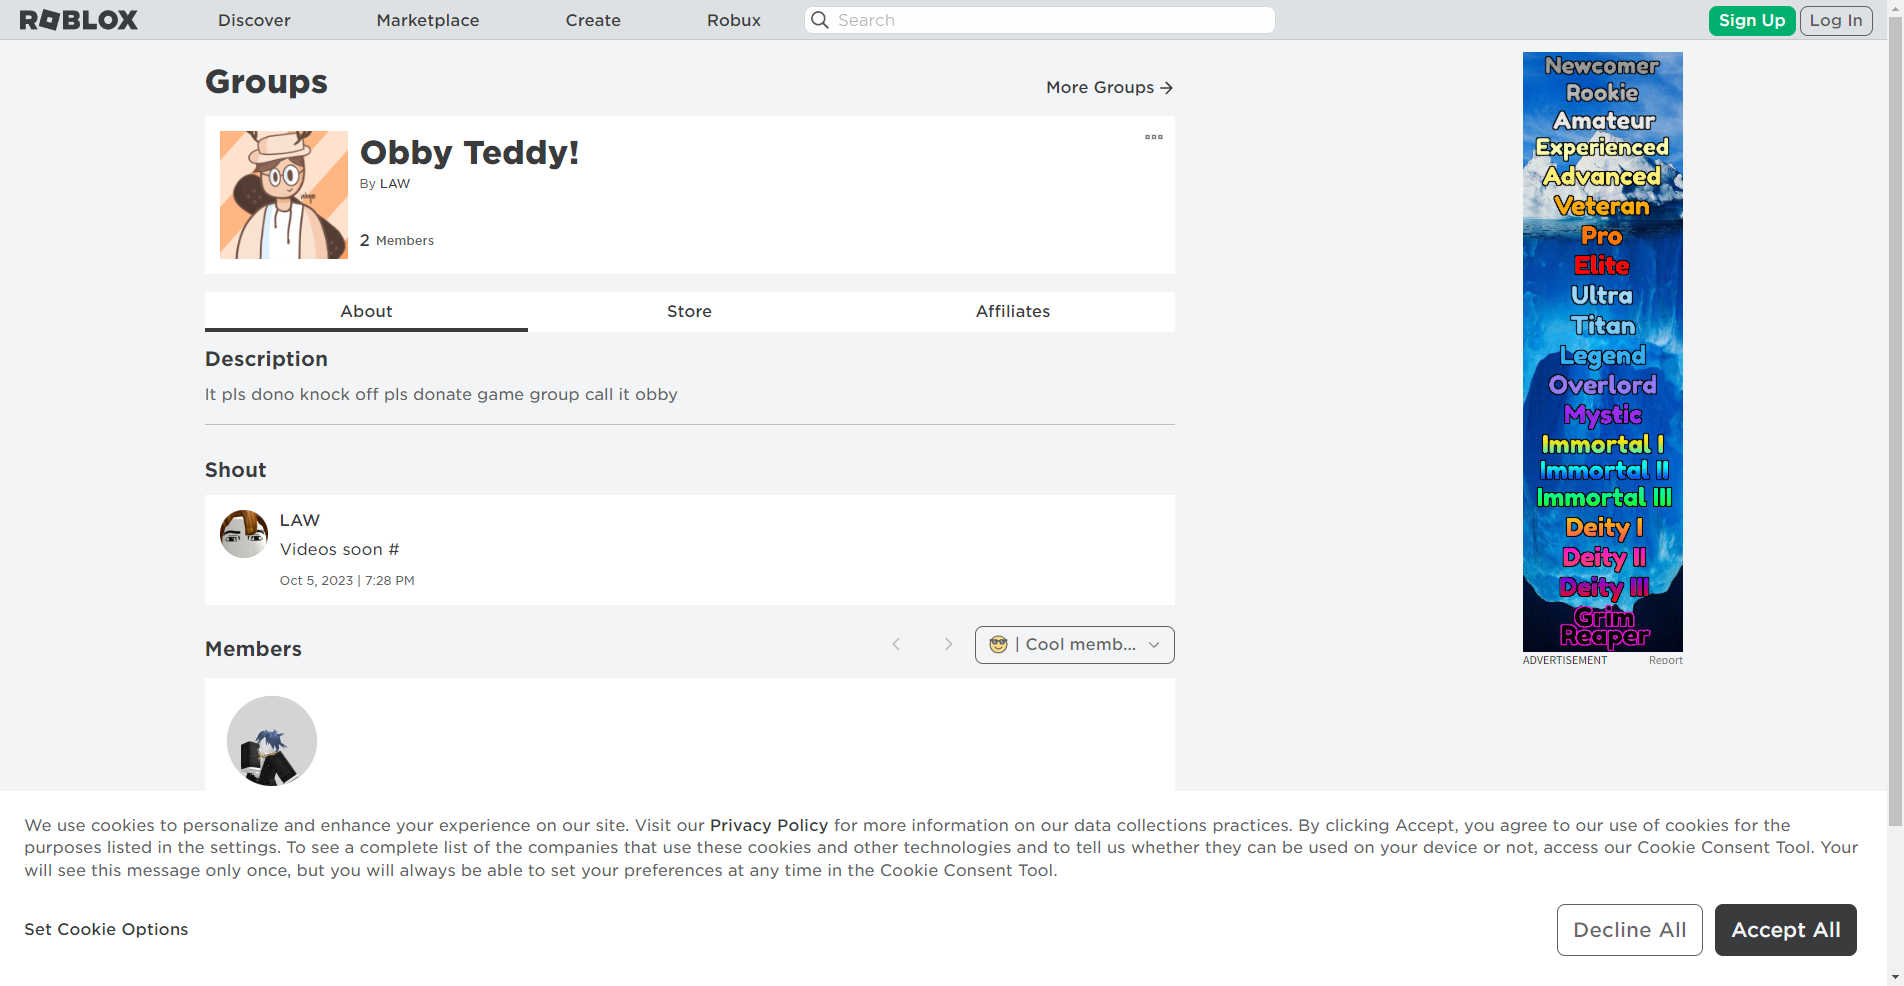 ROBLOX Discover Marketplace Create Robux Search Sign Up Log In
Groups
More Groups
Obby Teddy!
By LAW
2 Members
About Store Affiliates
Description
It pls dono knock off pls donate game group call it obby
Shout
LAW
Videos soon #
Oct 5, 2023 | 7:28 PM
Members
| Cool memb...
Newcomer
Rookie
Amateur
Experienced
Advanced
Veteran
Pro
Elite
Ultra
Titan
Legend
Overlord
Mystic
Immortal I
Immortal II
Immortal III
Deity I
Deity II
Deity III
Grim
Reaper
ADVERTISEMENT Report
We use cookies to personalize and enhance your experience on our site. Visit our Privacy Policy for more information on our data collections practices. By clicking Accept, you agree to our use of cookies for the
purposes listed in the settings. To see a complete list of the companies that use these cookies and other technologies and to tell us whether they can be used on your device or not, access our Cookie Consent Tool. Your
will see this message only once, but you will always be able to set your preferences at any time in the Cookie Consent Tool.
Set Cookie Options
Decline All
Accept All